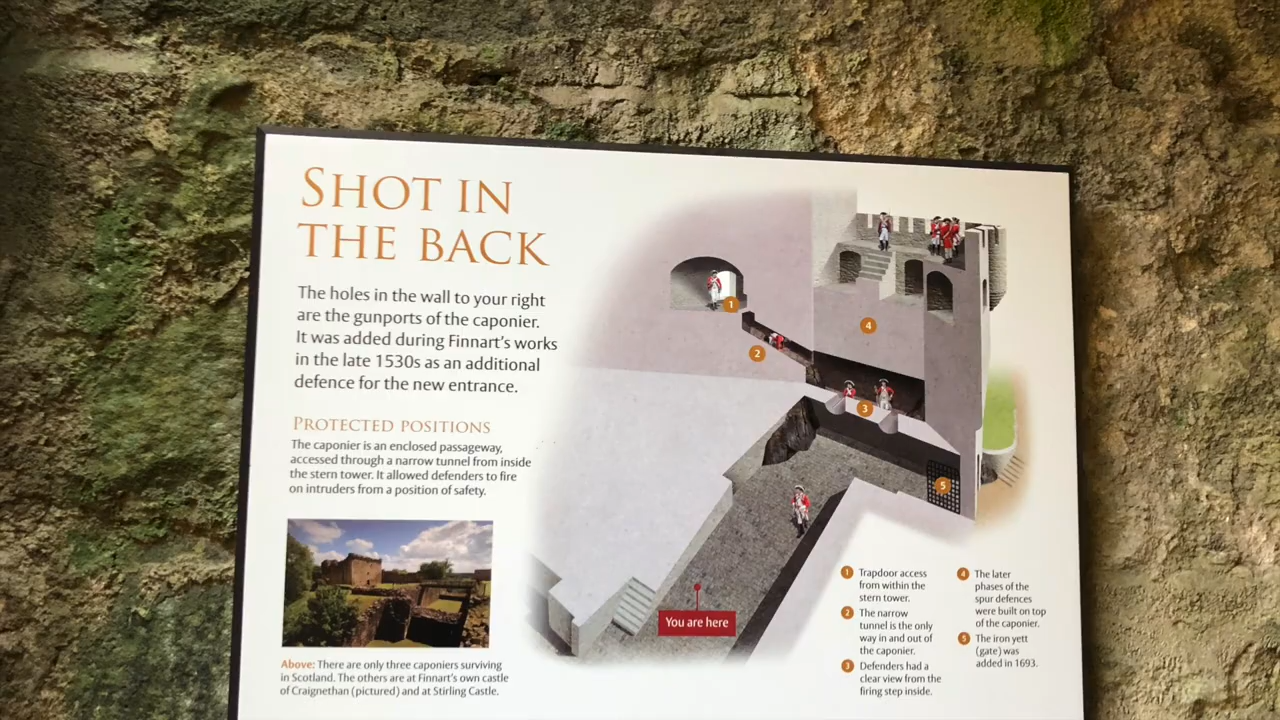 SHOT IN
THE BACK
The holes in the wall to your right
are the gunports of the caponier.
It was added during Finnart's works
in the late 1530s as an additional
defence for the new entrance.
PROTECTED POSITIONS
The caponier is an enclosed passageway,
accessed through a narrow tunnel from inside
the stern tower. It allowed defenders to fire
on intruders from a position of safety.
Above: There are only three caponiers surviving
in Scotland. The others are at Finnart's own castle
of Craignethan (pictured) and at Stirling Castle.
1
2
3
4
5
You are here
1 Trapdoor access
from within the
stern tower.
2 The narrow
tunnel is the only
way in and out of
the caponier.
3 Defenders had a
clear view from the
firing step inside.
4 The later
phases of the
spur defences
were built on top
of the caponier.
5 The iron yett
(gate) was
added in 1693.